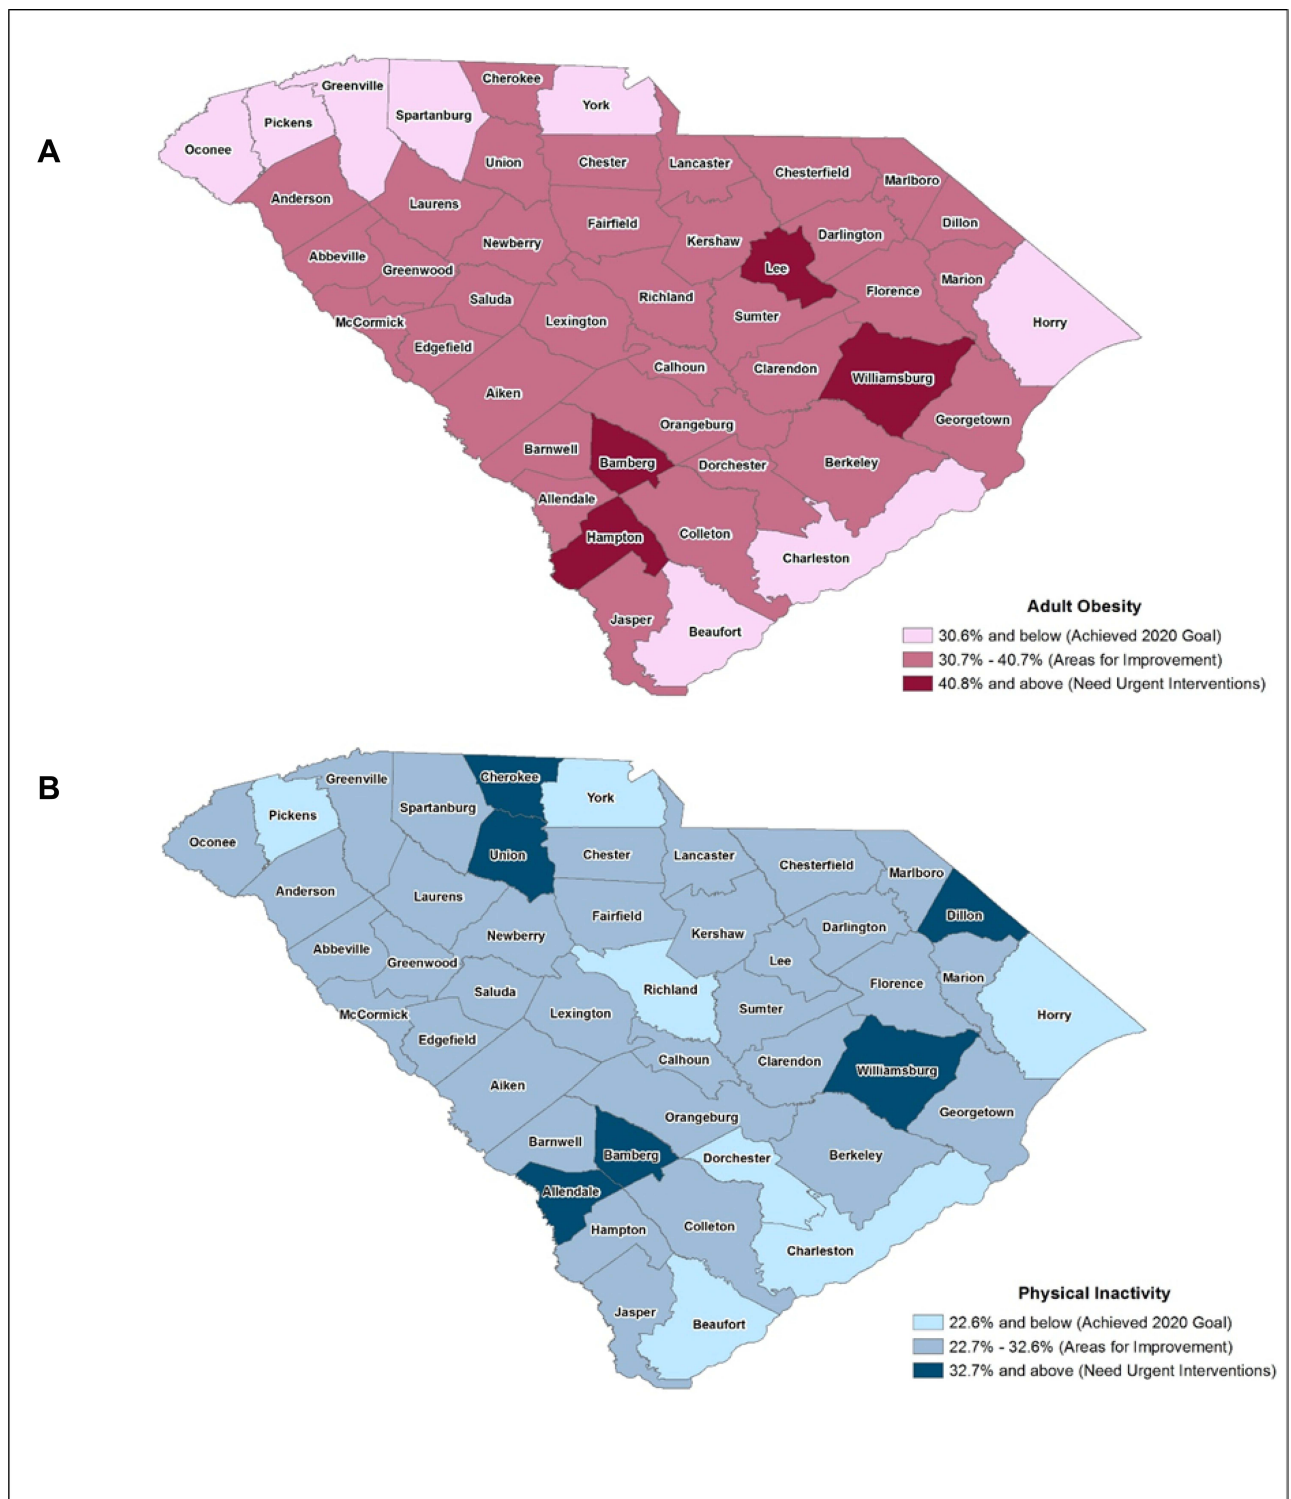 A
Cherokee
Greenville
York
Spartanburg
Pickens
Oconee
Union
Chester
Lancaster
Chesterfield
Marlboro
Anderson
Laurens
Fairfield
Dillon
Darlington
Kershaw
Newberry
Abbeville
Greenwood
Lee
Marion
Florence
Saluda
Richland
Sumter
Lexington
McCormick
Horry
Edgefield
Calhoun
Clarendon
Williamsburg
Aiken
Georgetown
Orangeburg
Barnwell
Bamberg
Dorchester
Berkeley
Allendale
Hampton
Colleton
Charleston
Jasper
Beaufort
Adult Obesity
30.6% and below (Achieved 2020 Goal)
30.7% - 40.7% (Areas for Improvement)
40.8% and above (Need Urgent Interventions)
B
Cherokee
Greenville
York
Spartanburg
Pickens
Oconee
Union
Chester
Lancaster
Chesterfield
Marlboro
Anderson
Laurens
Fairfield
Dillon
Darlington
Kershaw
Newberry
Abbeville
Greenwood
Lee
Marion
Florence
Saluda
Richland
Sumter
Lexington
McCormick
Horry
Edgefield
Calhoun
Clarendon
Williamsburg
Aiken
Georgetown
Orangeburg
Barnwell
Bamberg
Dorchester
Berkeley
Allendale
Hampton
Colleton
Charleston
Jasper
Beaufort
Physical Inactivity
22.6% and below (Achieved 2020 Goal)
22.7% - 32.6% (Areas for Improvement)
32.7% and above (Need Urgent Interventions)